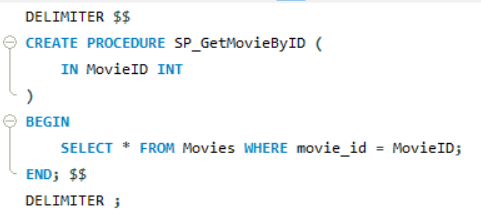 DELIMITER $$
CREATE PROCEDURE SP_GetMovieByID (
    IN MovieID INT
)
BEGIN
    SELECT * FROM Movies WHERE movie_id = MovieID;
END; $$
DELIMITER ;